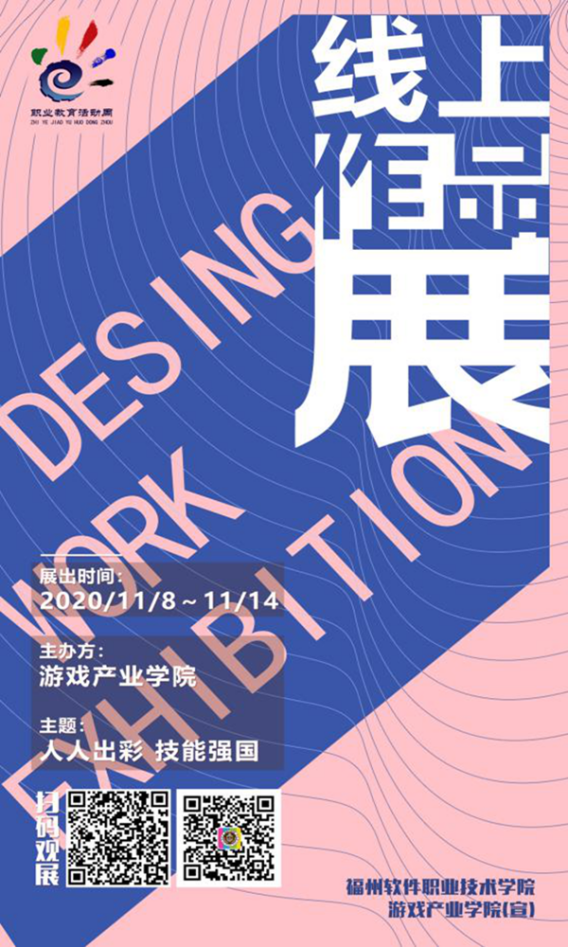 职业教育活动周
ZHI YE JIAO YU HUO DONG ZHOU
线上
作品
展
DESING
WORK
EXHIBITION
展出时间：
2020/11/8～11/14
主办方：
游戏产业学院
主题：
人人出彩 技能强国
扫码观展
福州软件职业技术学院
游戏产业学院(宣)